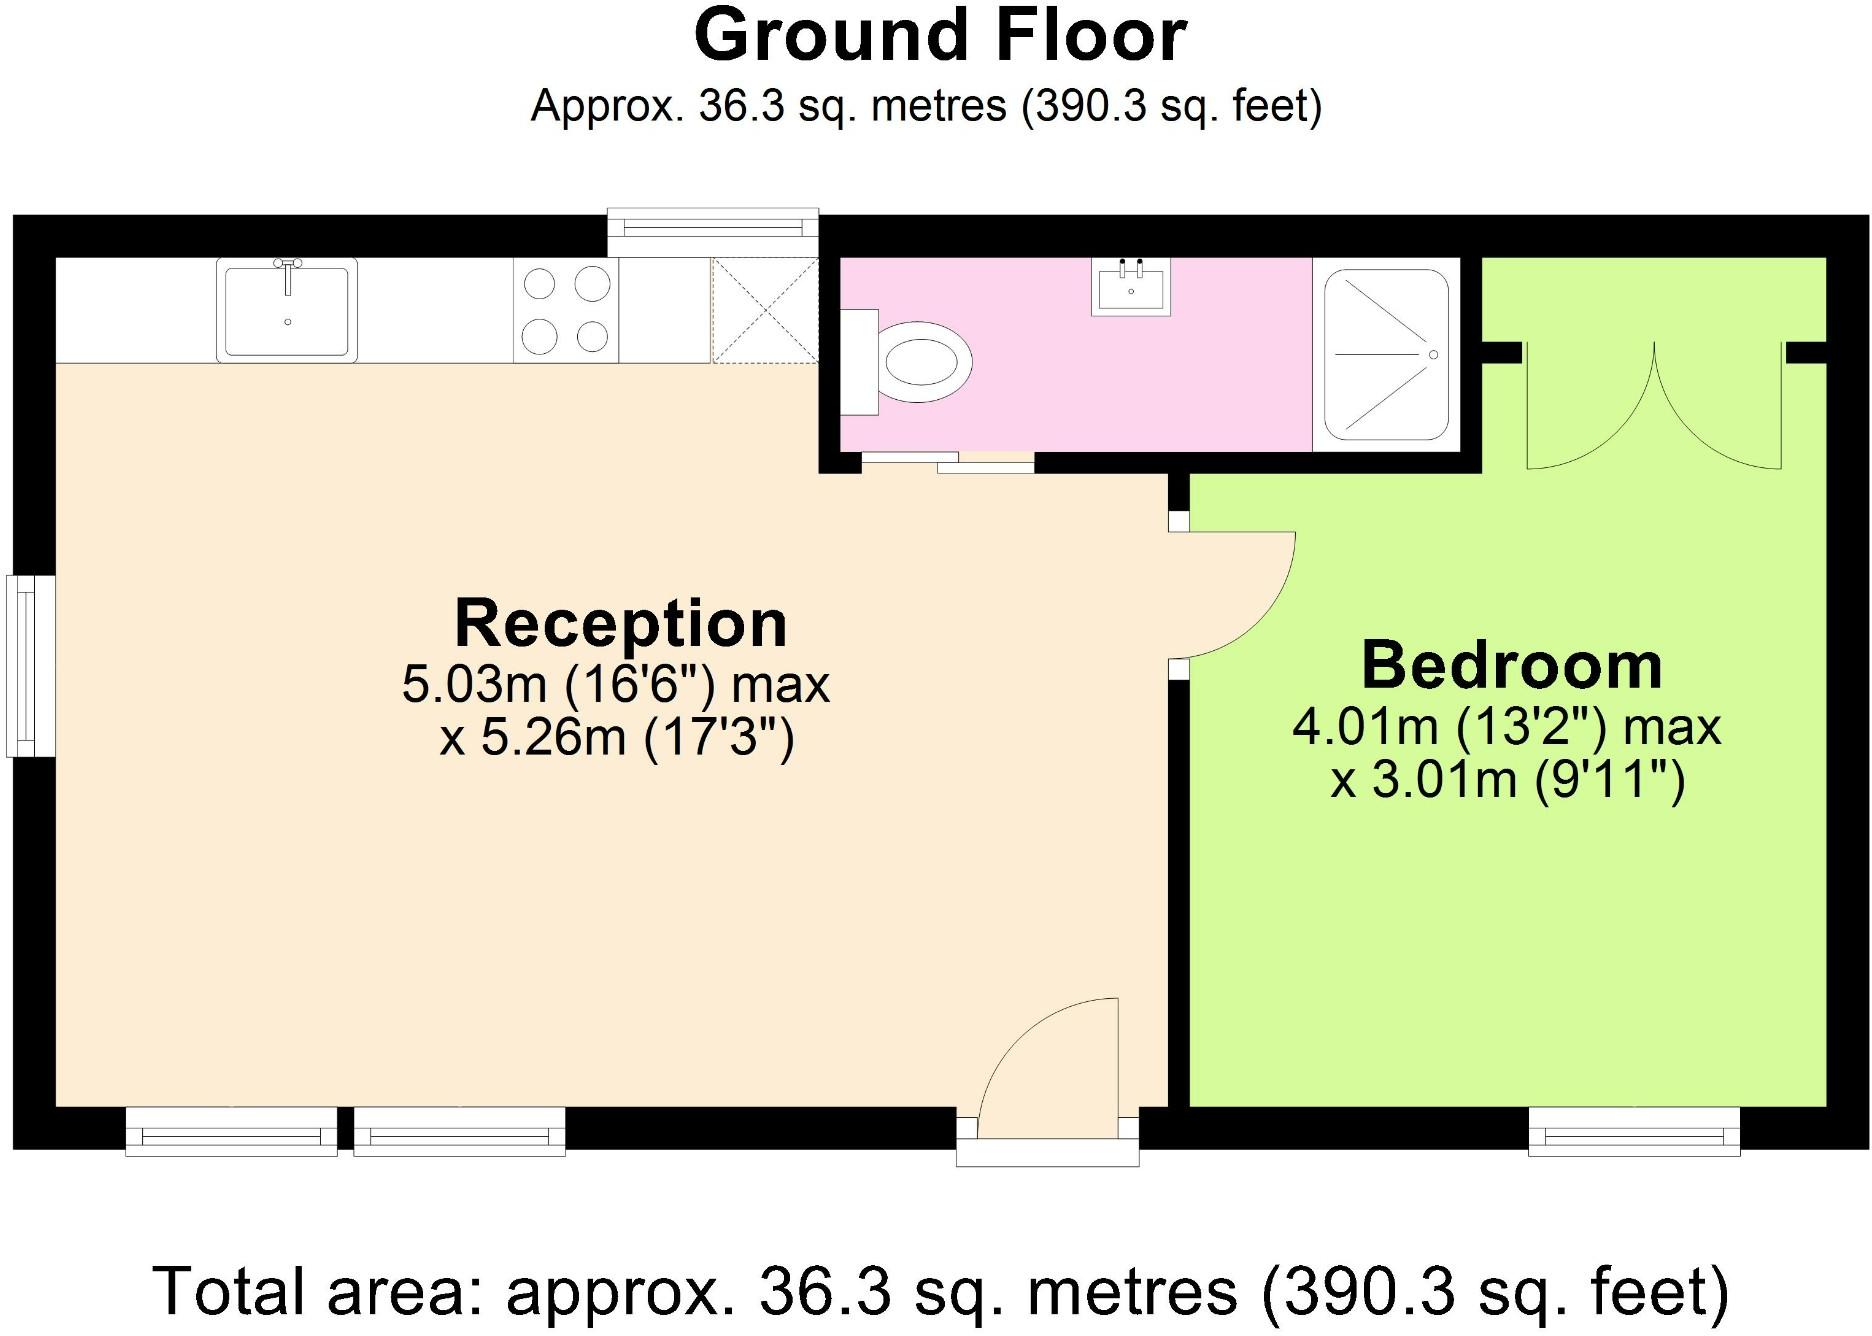 Ground Floor
Approx. 36.3 sq. metres (390.3 sq. feet)
Reception
5.03m (16'6") max
x 5.26m (17'3")
Bedroom
4.01m (13'2") max
x 3.01m (9'11")
Total area: approx. 36.3 sq. metres (390.3 sq. feet)